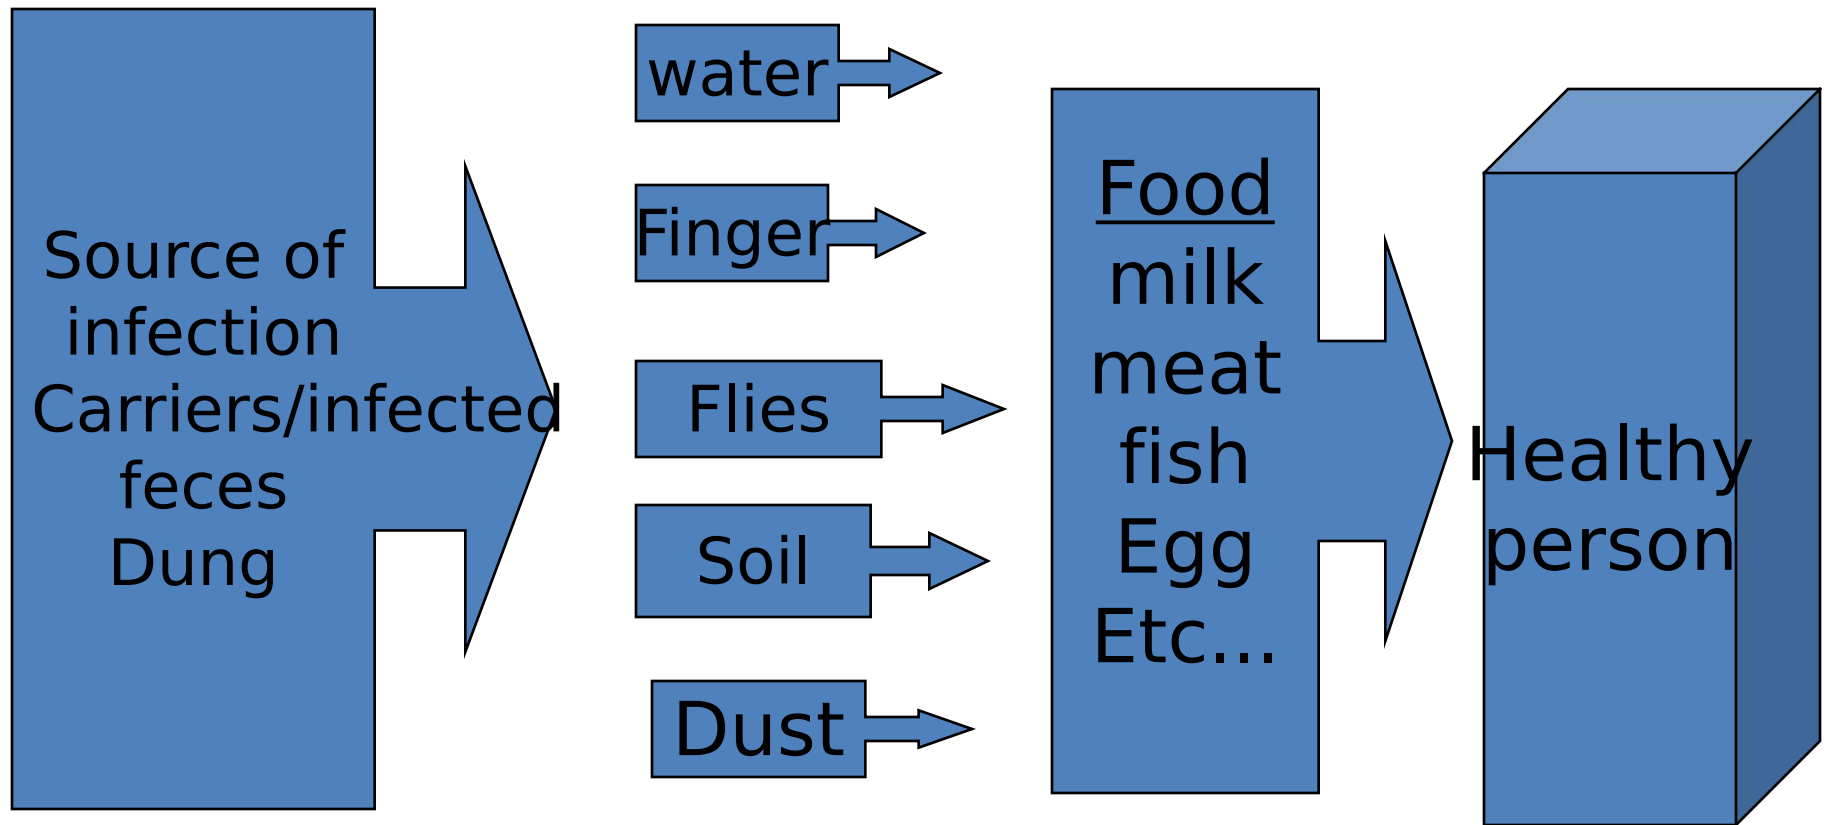 Source of
infection
Carriers/infected
feces
Dung
water
Finger
Flies
Soil
Dust
Food
milk
meat
fish
Egg
Etc...
Healthy
person